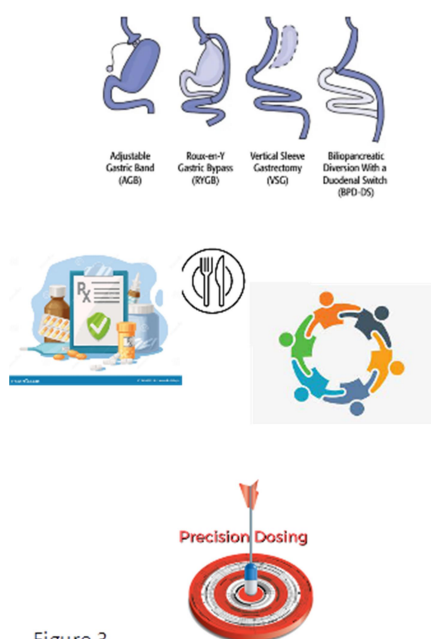 Adjustable
Gastric Band
(AGB)
Roux-en-Y
Gastric Bypass
(RYGB)
Vertical Sleeve
Gastrectomy
(VSG)
Biliopancreatic
Diversion With a
Duodenal Switch
(BPD-DS)
Rx
Precision Dosing
Figure 3